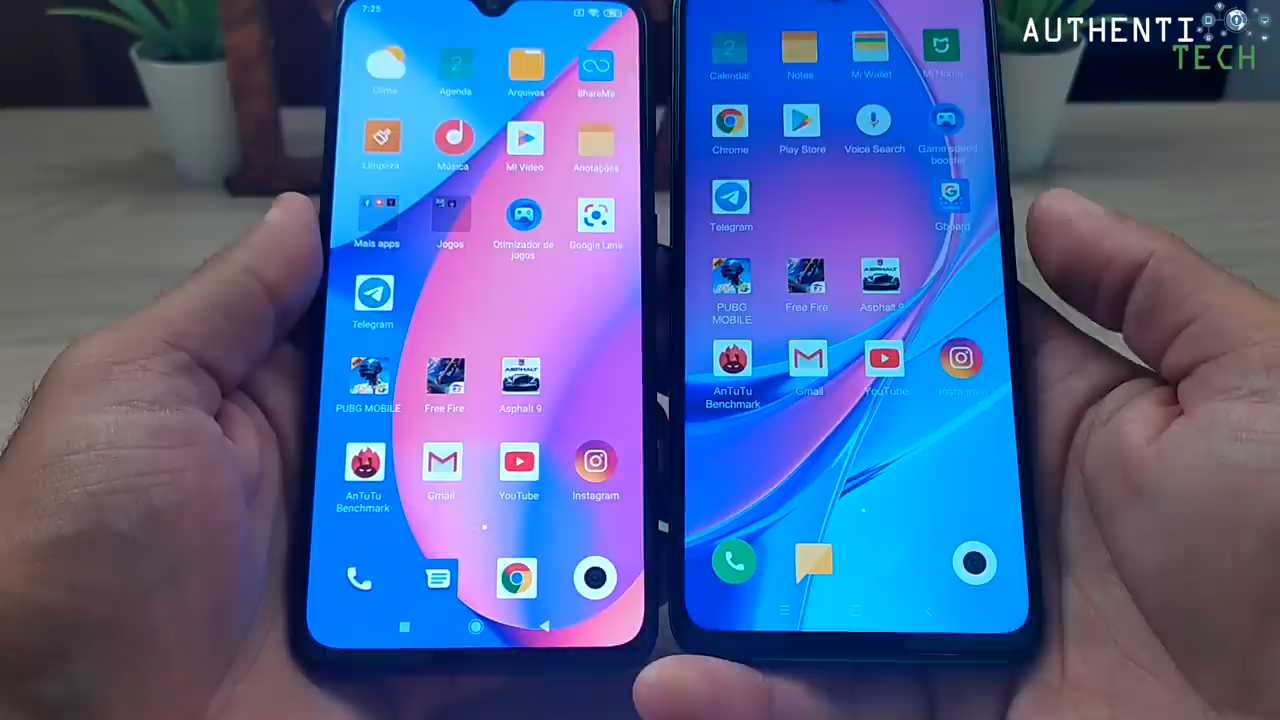 AUTHENTI
TECH
7:25
Clima
Agenda
Arquivos
ShareMe
Limpeza
Música
Mi Vídeo
Anotações
Mais apps
Jogos
Otimizador de
jogos
Google Lens
Telegram
PUBG MOBILE
Free Fire
Asphalt 9
AnTuTu
Benchmark
Gmail
YouTube
Instagram
2
Calendar
Notes
Mi Wallet
Mi Home
Chrome
Play Store
Voice Search
Game speed
booster
Telegram
Gboard
PUBG
MOBILE
Free Fire
ASPHALT
Asphalt 9
AnTuTu
Benchmark
Gmail
YouTube
Instagram